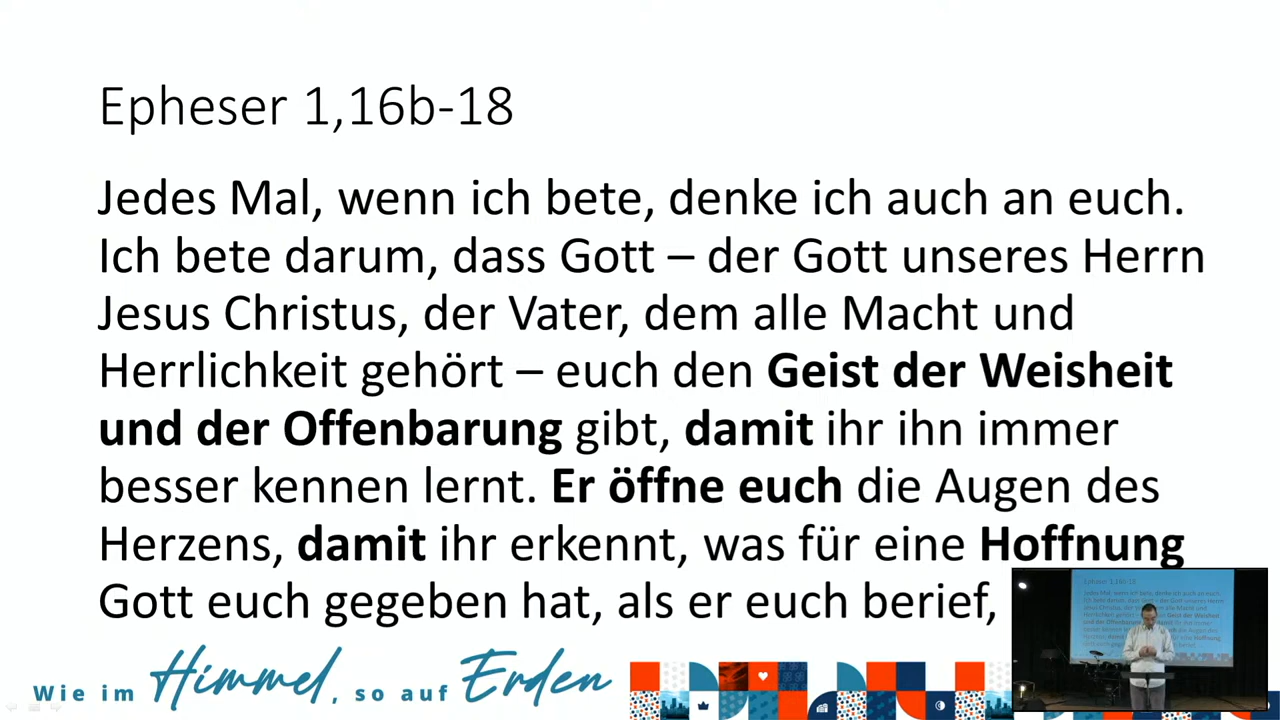 Epheser 1,16b-18
Jedes Mal, wenn ich bete, denke ich auch an euch.
Ich bete darum, dass Gott – der Gott unseres Herrn
Jesus Christus, der Vater, dem alle Macht und
Herrlichkeit gehört – euch den Geist der Weisheit
und der Offenbarung gibt, damit ihr ihn immer
besser kennen lernt. Er öffne euch die Augen des
Herzens, damit ihr erkennt, was für eine Hoffnung
Gott euch gegeben hat, als er euch berief,
Wie im Himmel, so auf Erden
Epheser 1,16b-18